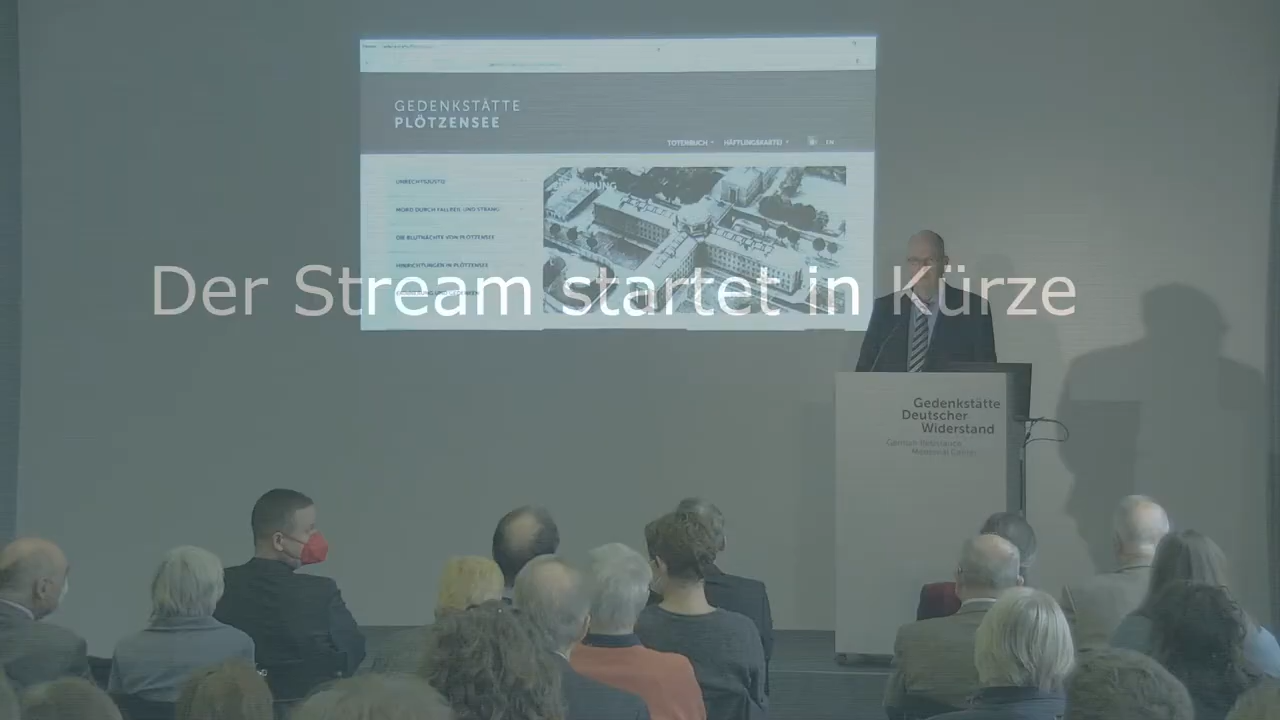 GEDENKSTÄTTE
PLÖTZENSEE
TOTENBUCH
HAFTUNGSKARTEI
EN
UNRECHTSJUSTIZ
MORD DURCH FALLBEIL UND STRANG
DIE BLUTNÄCHTE VON PLÖTZENSEE
HINRICHTUNGEN IN PLÖTZENSEE
Der Stream startet in Kürze
Gedenkstätte
Deutscher
Widerstand
German Resistance
Memorial Center